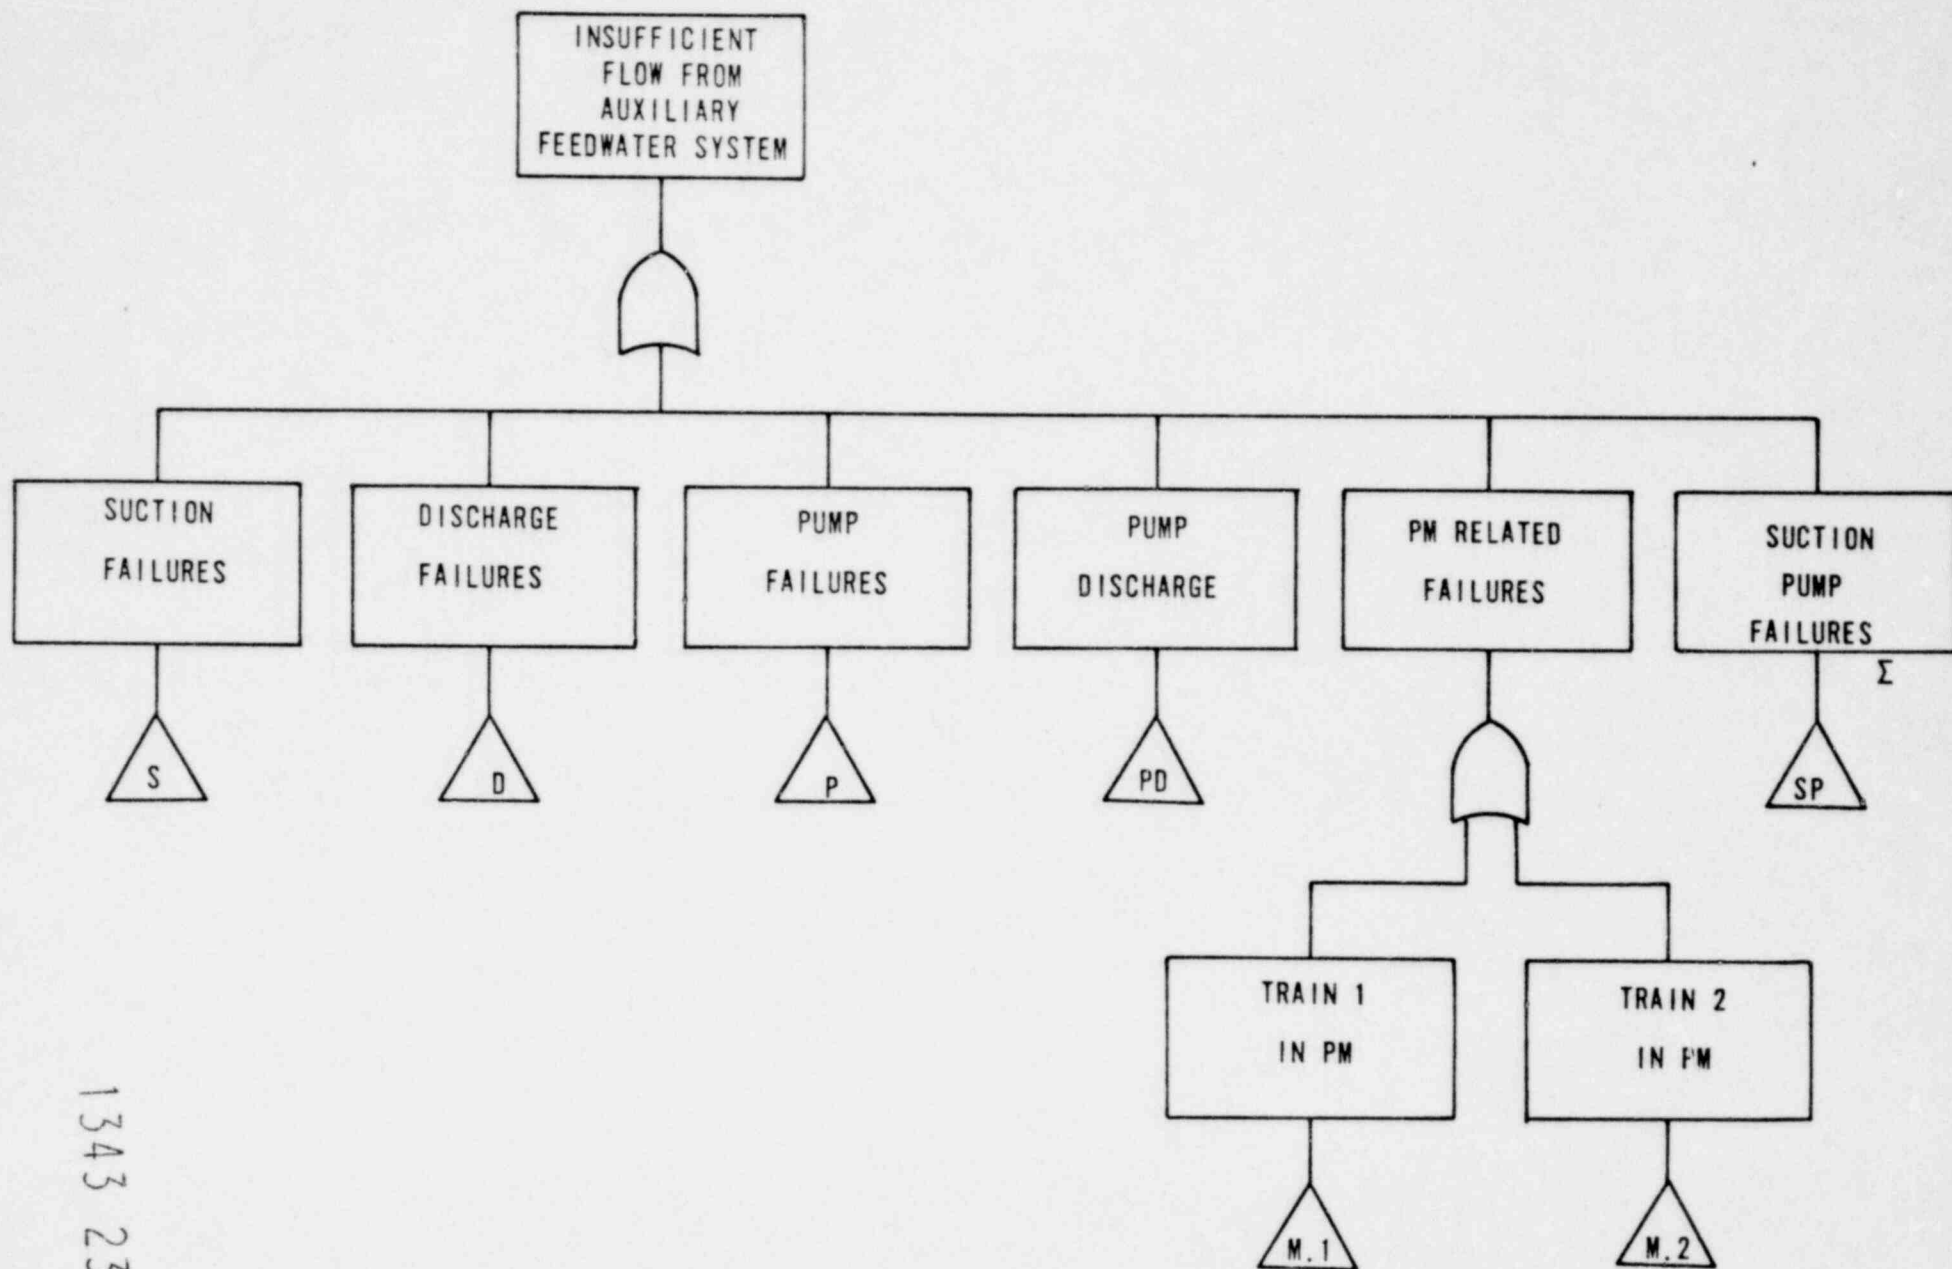 INSUFFICIENT
FLOW FROM
AUXILIARY
FEEDWATER SYSTEM
SUCTION
FAILURES
DISCHARGE
FAILURES
PUMP
FAILURES
PUMP
DISCHARGE
PM RELATED
FAILURES
SUCTION
PUMP
FAILURES
Σ
S
D
P
PD
SP
TRAIN 1
IN PM
TRAIN 2
IN PM
M.1
M.2
1343